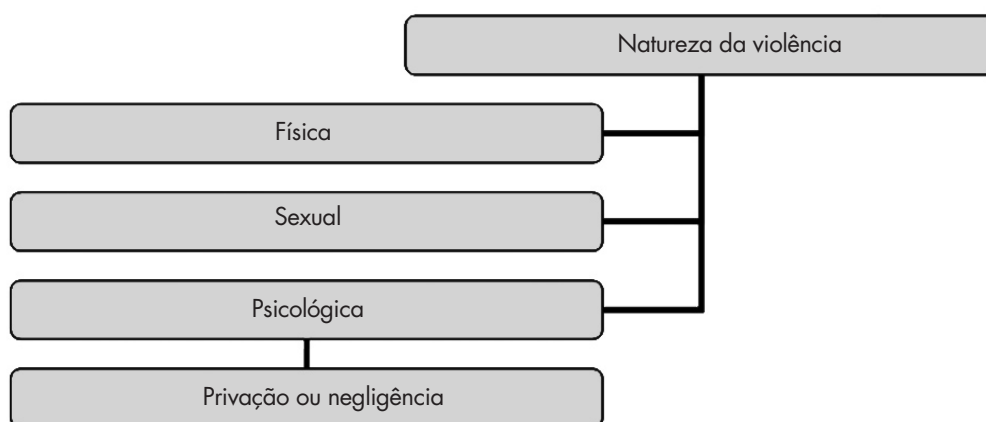 Natureza da violência
Física
Sexual
Psicológica
Privação ou negligência